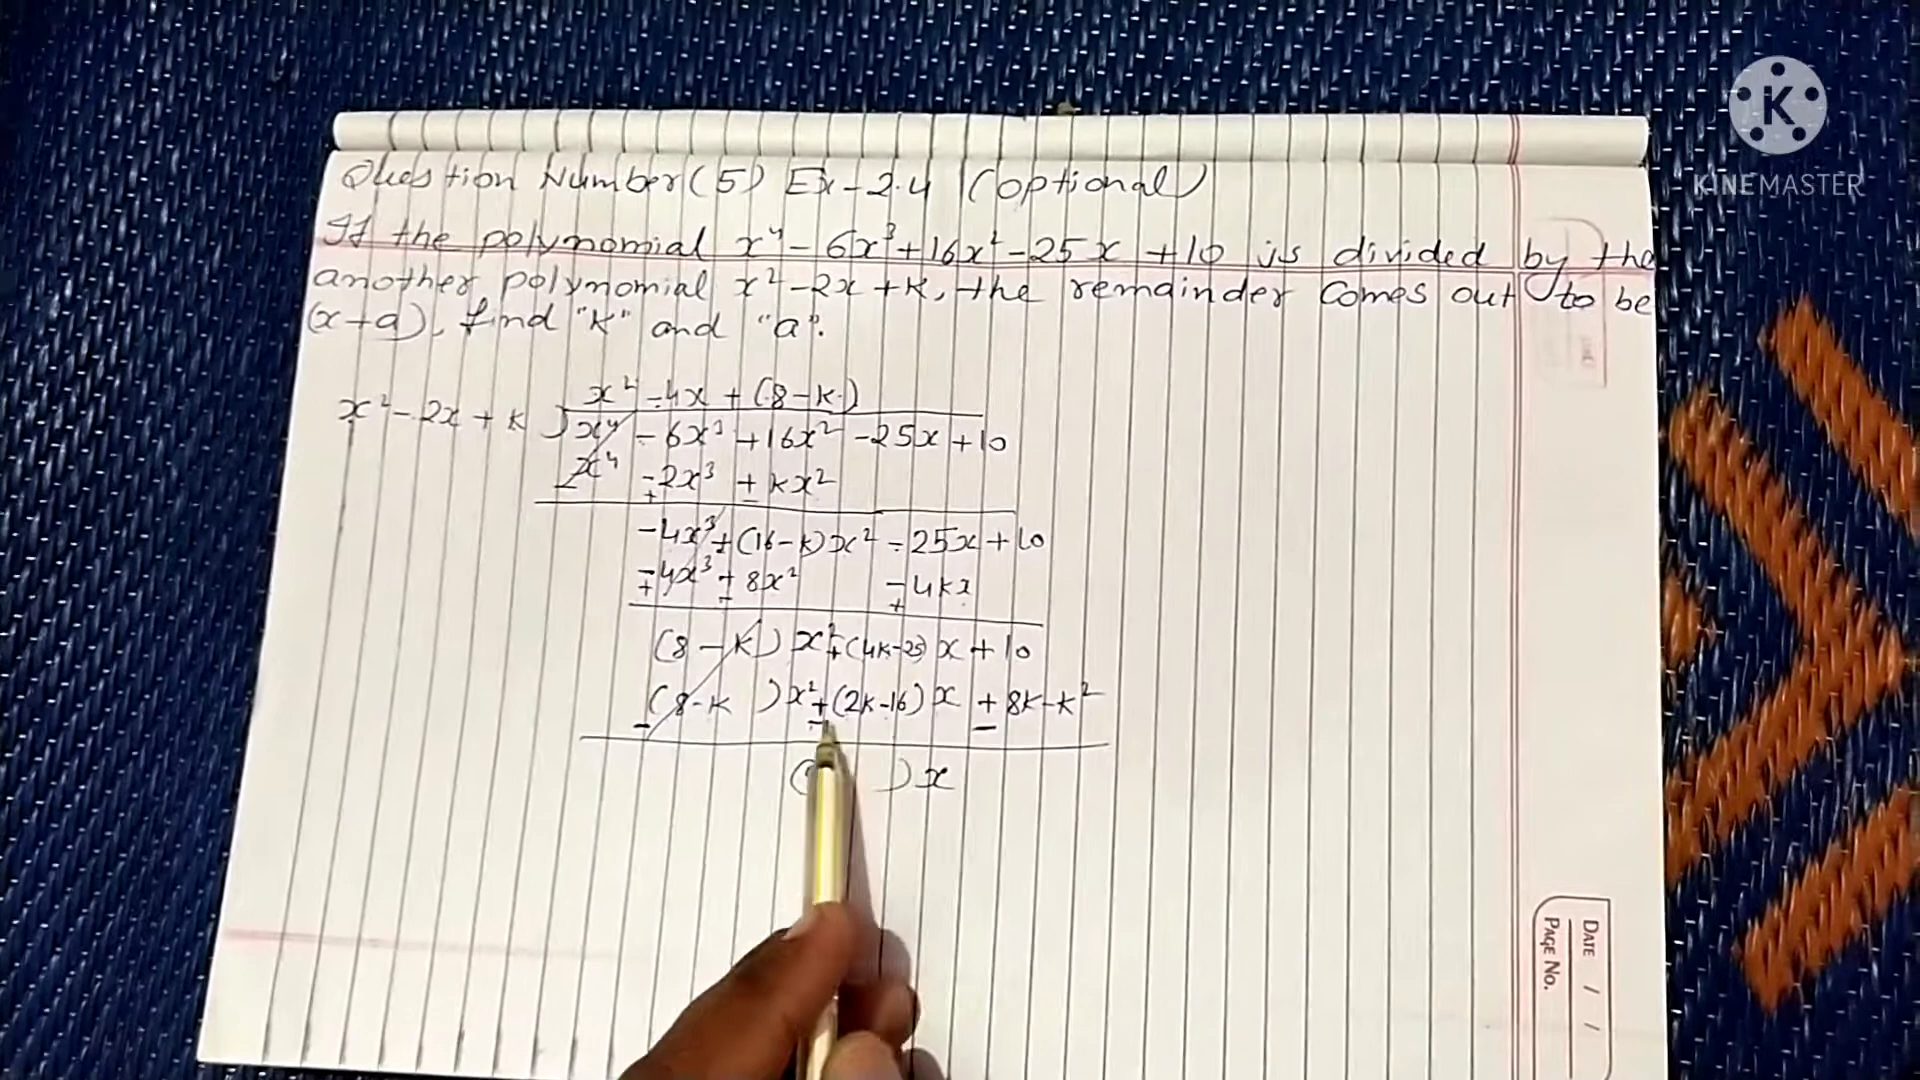 Question Number (5) Ex-2.4 (optional)
If the polynomial x⁴ - 6x³ + 16x² - 25x + 10 is divided by the
another polynomial x² - 2x + k, the remainder comes out to be
(x + a), find "k" and "a".
x² - 4x + (8 - k)
x² - 2x + k ) x⁴ - 6x³ + 16x² - 25x + 10
x⁴ - 2x³ + kx²
- + -
- 4x³ + (16 - k)x² - 25x + 10
- 4x³ + 8x² - 4kx
+ - +
(8 - k) x² + (4k - 25) x + 10
(8 - k ) x² + (2k - 16) x + 8k - k²
- - -
( ) x
K
KINEMASTER
DATE / /
PAGE NO.